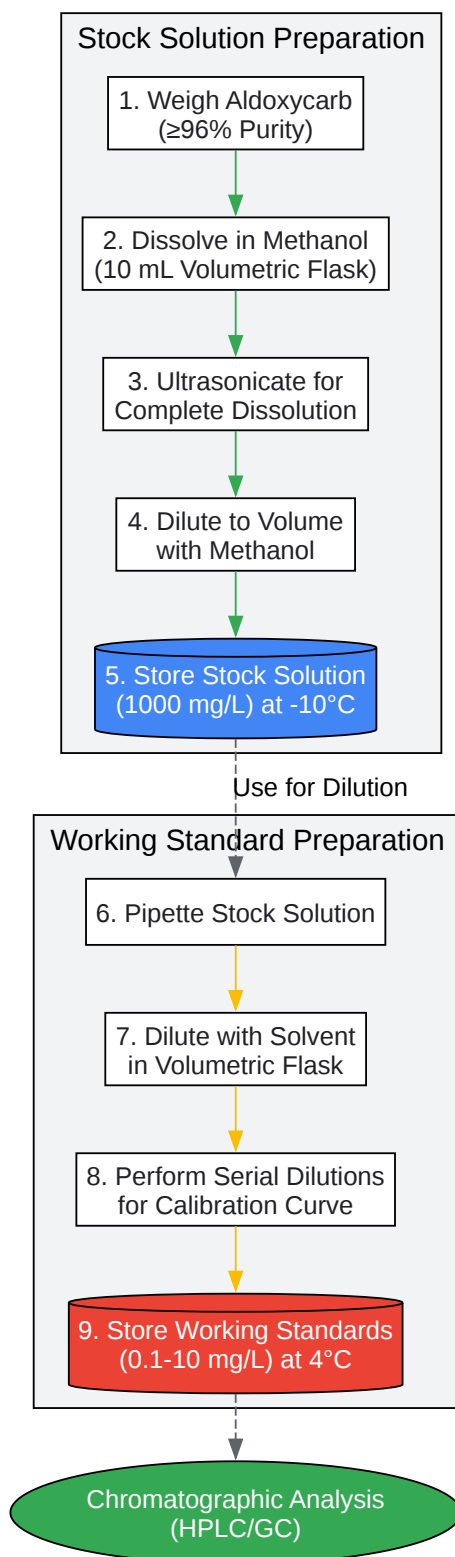 Stock Solution Preparation
1. Weigh Aldoxycarb
(≥96% Purity)
2. Dissolve in Methanol
(10 mL Volumetric Flask)
3. Ultrasonicate for
Complete Dissolution
4. Dilute to Volume
with Methanol
5. Store Stock Solution
(1000 mg/L) at -10°C
Use for Dilution
Working Standard Preparation
6. Pipette Stock Solution
7. Dilute with Solvent
in Volumetric Flask
8. Perform Serial Dilutions
for Calibration Curve
9. Store Working Standards
(0.1-10 mg/L) at 4°C
Chromatographic Analysis
(HPLC/GC)